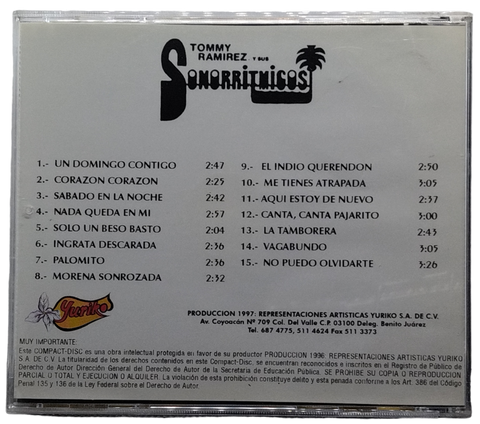 TOMMY
RAMIREZ Y SUS
SONORRITMICOS
1.- UN DOMINGO CONTIGO 2:47
2.- CORAZON CORAZON 2:25
3.- SABADO EN LA NOCHE 2:42
4.- NADA QUEDA EN MI 2:57
5.- SOLO UN BESO BASTO 2:04
6.- INGRATA DESCARADA 2:36
7.- PALOMITO 2:36
8.- MORENA SONROZADA 2:32
9.- EL INDIO QUERENDON 2:50
10.- ME TIENES ATRAPADA 3:05
11.- AQUI ESTOY DE NUEVO 2:37
12.- CANTA, CANTA PAJARITO 3:00
13.- LA TAMBORERA 2:43
14.- VAGABUNDO 3:05
15.- NO PUEDO OLVIDARTE 3:26
Yuriko
PRODUCCION 1997: REPRESENTACIONES ARTISTICAS YURIKO S.A. DE C.V.
Av. Coyoacán Nº 709 Col. Del Valle C.P. 03100 Deleg. Benito Juárez
Tel. 687 4775, 511 4624 Fax 511 3373
MUY IMPORTANTE:
Este COMPACT-DISC es una obra intelectual protegida en favor de su productor PRODUCCION 1996: REPRESENTACIONES ARTISTICAS YURIKO
S.A. DE C.V. La titularidad de los derechos contenidos en este Compact-Disc, se encuentran reconocidos e inscritos en el Registro de Público de
Derecho de Autor Dirección General del Derecho de Autor de la Secretaría de Educación Pública. SE PROHIBE SU COPIA O REPRODUCCION
PARCIAL O TOTAL Y EJECUCION O ALQUILER. La violación de esta prohibición constituye delito y esta penada conforme a los Art. 386 del Código
Penal 135 y 136 de la Ley Federal sobre el Derecho de Autor.